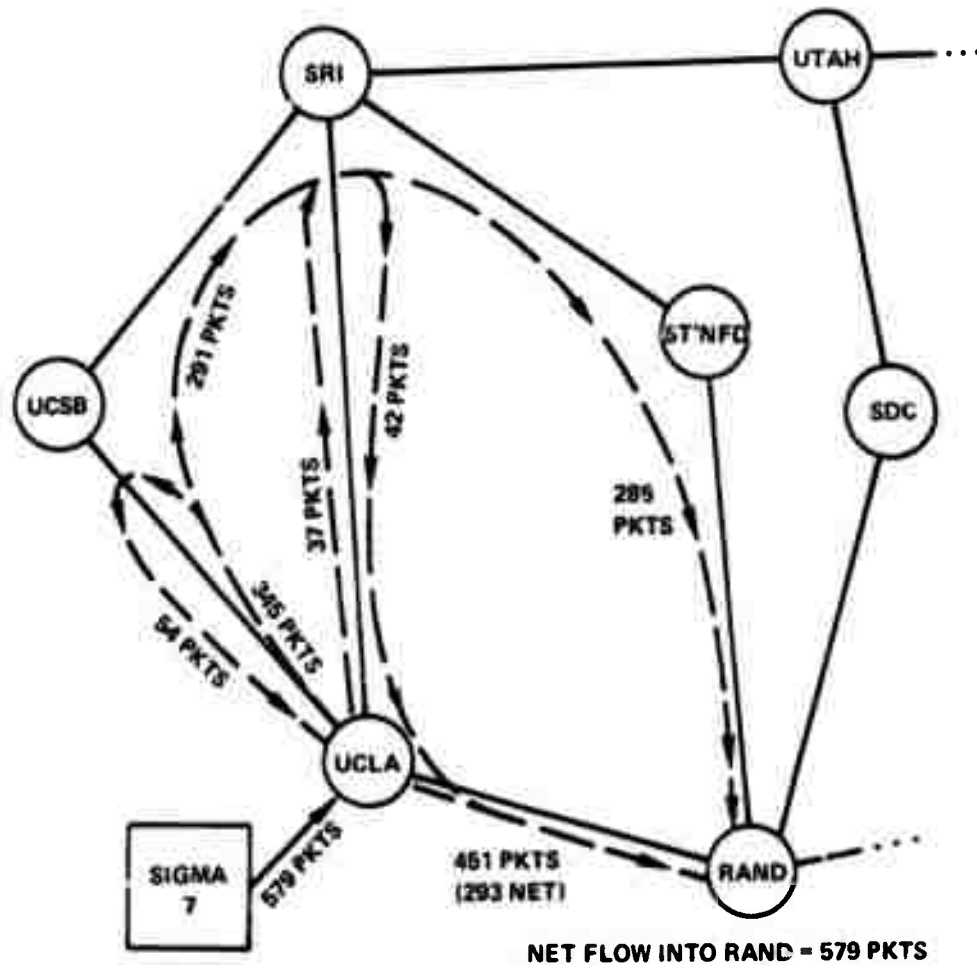 SRI
UTAH
291 PKTS
UCSB
ST'NFD
SDC
42 PKTS
37 PKTS
285
PKTS
345 PKTS
54 PKTS
UCLA
SIGMA
7
579 PKTS
451 PKTS
(293 NET)
RAND
NET FLOW INTO RAND = 579 PKTS